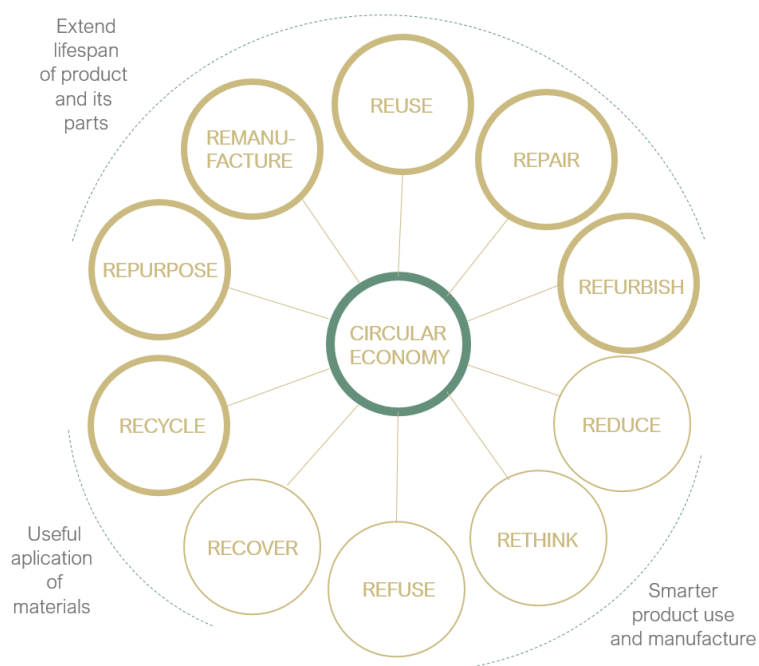 Extend
lifespan
of product
and its
parts
REUSE
REMANU-
FACTURE
REPAIR
REPURPOSE
REFURBISH
CIRCULAR
ECONOMY
RECYCLE
REDUCE
RECOVER
RETHINK
REFUSE
Useful
aplication
of
materials
Smarter
product use
and manufacture